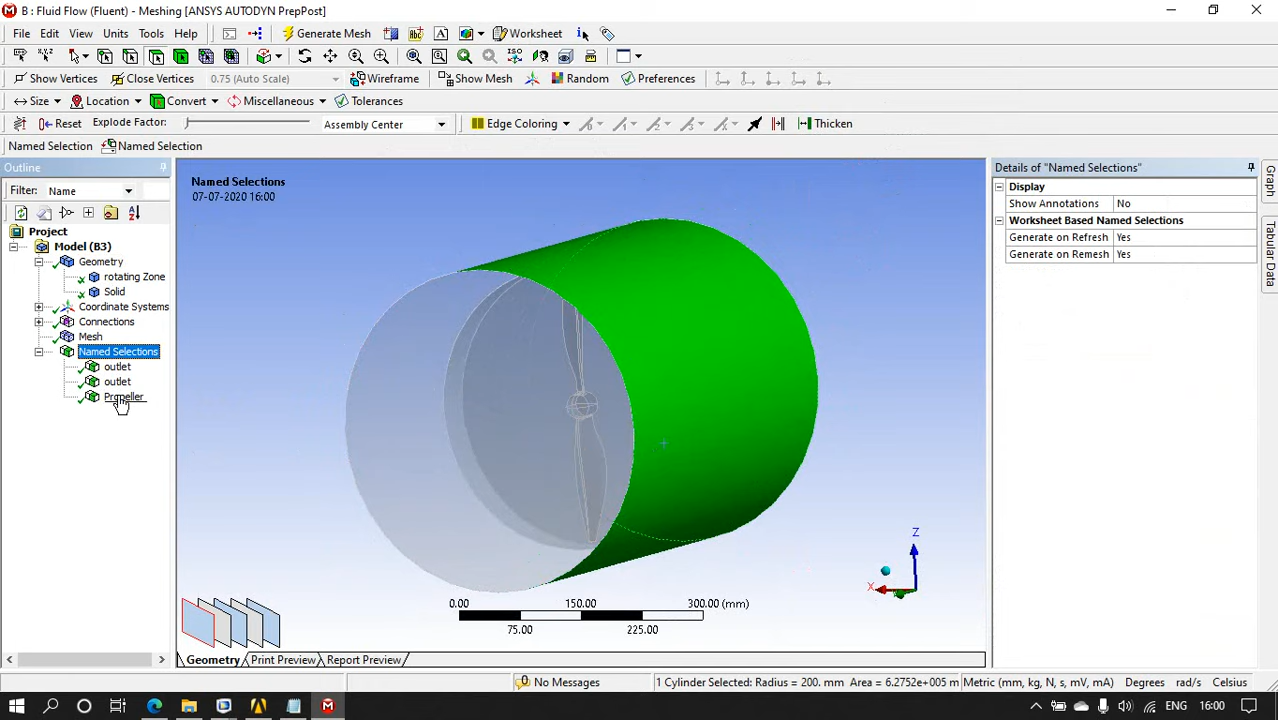 B : Fluid Flow (Fluent) - Meshing [ANSYS AUTODYN PrepPost]
File Edit View Units Tools Help Generate Mesh Worksheet
Show Vertices Close Vertices 0.75 (Auto Scale) Wireframe Show Mesh Random Preferences
Size Location Convert Miscellaneous Tolerances
Reset Explode Factor: Assembly Center Edge Coloring Thicken
Named Selection Named Selection
Outline
Filter: Name
Project
Model (B3)
Geometry
rotating Zone
Solid
Coordinate Systems
Connections
Mesh
Named Selections
outlet
outlet
Propeller
Named Selections
07-07-2020 16:00
Z
X
0.00 150.00 300.00 (mm)
75.00 225.00
Geometry Print Preview Report Preview
Details of "Named Selections"
Display
Show Annotations No
Worksheet Based Named Selections
Generate on Refresh Yes
Generate on Remesh Yes
Graph
Tabular Data
No Messages 1 Cylinder Selected: Radius = 200. mm Area = 6.2752e+005 m Metric (mm, kg, N, s, mV, mA) Degrees rad/s Celsius
ENG 16:00